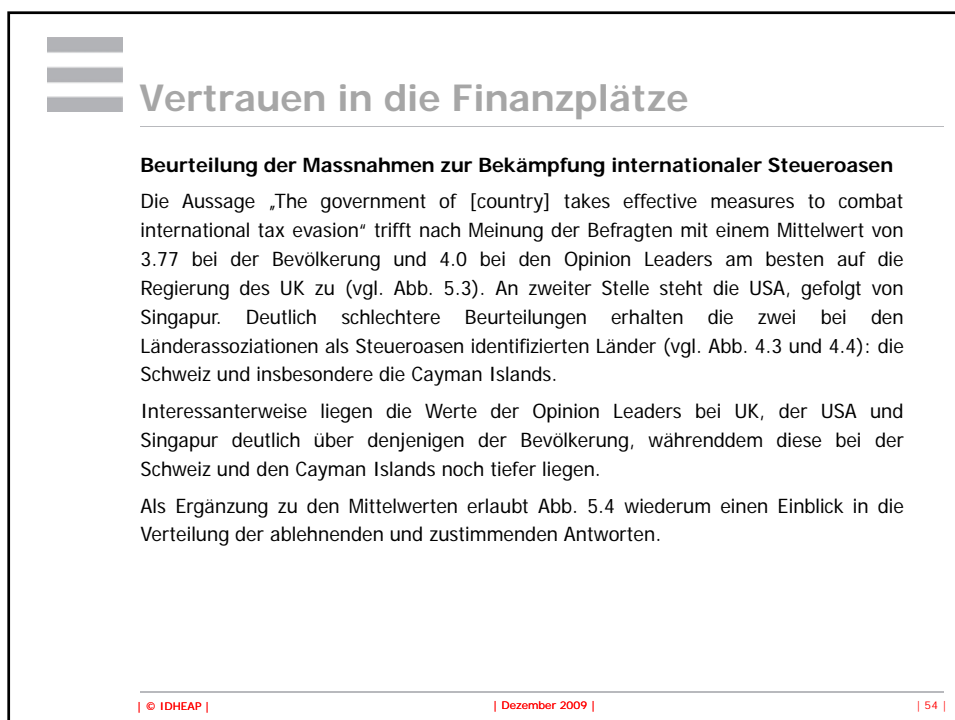 Vertrauen in die Finanzplätze
Beurteilung der Massnahmen zur Bekämpfung internationaler Steueroasen
Die Aussage „The government of [country] takes effective measures to combat
international tax evasion“ trifft nach Meinung der Befragten mit einem Mittelwert von
3.77 bei der Bevölkerung und 4.0 bei den Opinion Leaders am besten auf die
Regierung des UK zu (vgl. Abb. 5.3). An zweiter Stelle steht die USA, gefolgt von
Singapur. Deutlich schlechtere Beurteilungen erhalten die zwei bei den
Länderassoziationen als Steueroasen identifizierten Länder (vgl. Abb. 4.3 und 4.4): die
Schweiz und insbesondere die Cayman Islands.
Interessanterweise liegen die Werte der Opinion Leaders bei UK, der USA und
Singapur deutlich über denjenigen der Bevölkerung, währenddem diese bei der
Schweiz und den Cayman Islands noch tiefer liegen.
Als Ergänzung zu den Mittelwerten erlaubt Abb. 5.4 wiederum einen Einblick in die
Verteilung der ablehnenden und zustimmenden Antworten.
| © IDHEAP | | Dezember 2009 | | 54 |